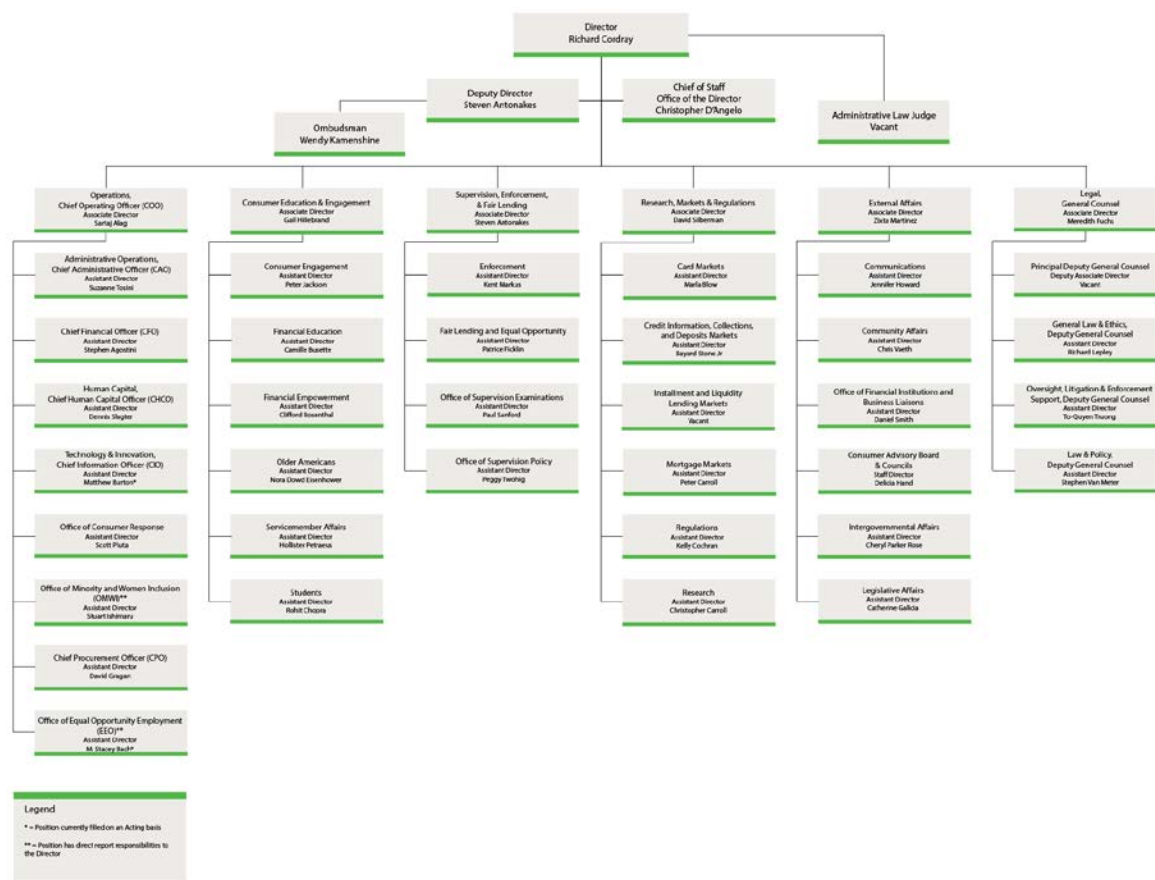 Director
Richard Cordray
Deputy Director
Steven Antonakes
Chief of Staff
Office of the Director
Christopher D'Angelo
Ombudsman
Wendy Kamenshine
Administrative Law Judge
Vacant
Operations,
Chief Operating Officer (COO)
Associate Director
Sartaj Alag
Administrative Operations,
Chief Administrative Officer (CAO)
Assistant Director
Suzanne Tosini
Chief Financial Officer (CFO)
Assistant Director
Stephen Agostini
Human Capital,
Chief Human Capital Officer (CHCO)
Assistant Director
Dennis Slagter
Technology & Innovation,
Chief Information Officer (CIO)
Assistant Director
Matthew Burton*
Office of Consumer Response
Assistant Director
Scott Pluta
Office of Minority and Women Inclusion
(OMWI)**
Assistant Director
Stuart Ishimaru
Chief Procurement Officer (CPO)
Assistant Director
David Gragan
Office of Equal Opportunity Employment
(EEO)**
Assistant Director
M. Stacey Bach*
Consumer Education & Engagement
Associate Director
Gail Hillebrand
Consumer Engagement
Assistant Director
Peter Jackson
Financial Education
Assistant Director
Camille Busette
Financial Empowerment
Assistant Director
Clifford Rosenthal
Older Americans
Assistant Director
Nora Dowd Eisenhower
Servicemember Affairs
Assistant Director
Hollister Petraeus
Students
Assistant Director
Rohit Chopra
Supervision, Enforcement,
& Fair Lending
Associate Director
Steven Antonakes
Enforcement
Assistant Director
Kent Markus
Fair Lending and Equal Opportunity
Assistant Director
Patrice Ficklin
Office of Supervision Examinations
Assistant Director
Paul Sanford
Office of Supervision Policy
Assistant Director
Peggy Twohig
Research, Markets & Regulations
Associate Director
David Silberman
Card Markets
Assistant Director
Marla Blow
Credit Information, Collections,
and Deposits Markets
Assistant Director
Bayard Stone Jr
Installment and Liquidity
Lending Markets
Assistant Director
Vacant
Mortgage Markets
Assistant Director
Peter Carroll
Regulations
Assistant Director
Kelly Cochran
Research
Assistant Director
Christopher Carroll
External Affairs
Associate Director
Zixta Martinez
Communications
Assistant Director
Jennifer Howard
Community Affairs
Assistant Director
Chris Vaeth
Office of Financial Institutions and
Business Liaisons
Assistant Director
Daniel Smith
Consumer Advisory Board
& Councils
Staff Director
Delicia Hand
Intergovernmental Affairs
Assistant Director
Cheryl Parker Rose
Legislative Affairs
Assistant Director
Catherine Galicia
Legal,
General Counsel
Associate Director
Meredith Fuchs
Principal Deputy General Counsel
Deputy Associate Director
Vacant
General Law & Ethics,
Deputy General Counsel
Assistant Director
Richard Lepley
Oversight, Litigation & Enforcement
Support, Deputy General Counsel
Assistant Director
To-Quyen Truong
Law & Policy,
Deputy General Counsel
Assistant Director
Stephen Van Meter
Legend
* = Position currently filled on an Acting basis
** = Position has direct report responsibilities to
the Director